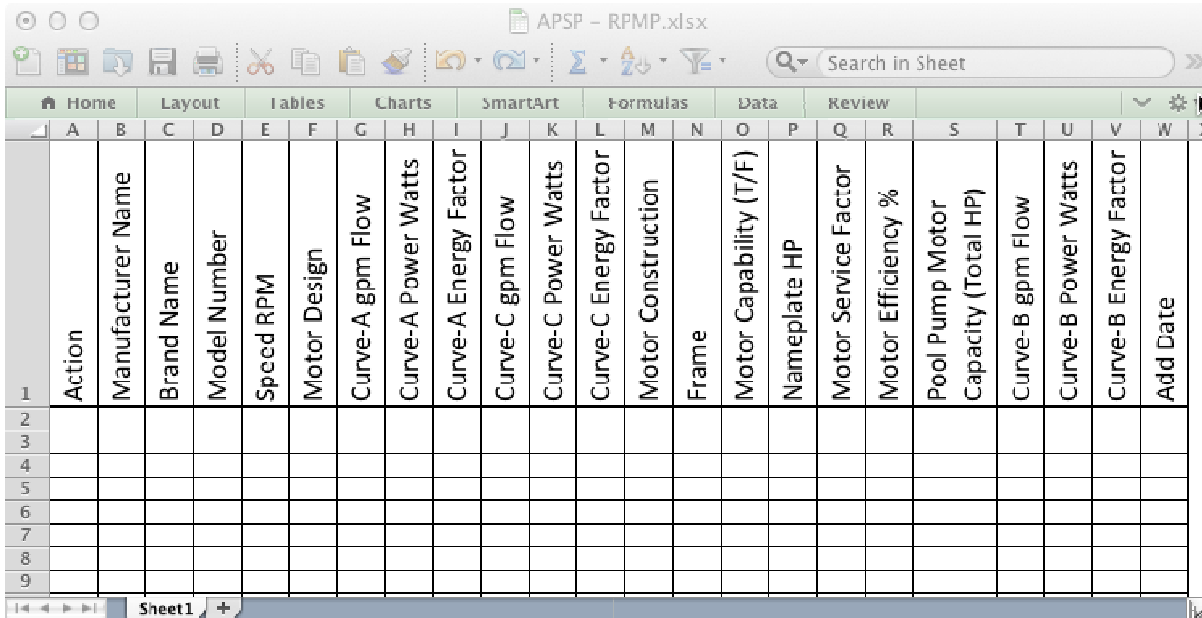 APSP – RPMP.xlsx
Search in Sheet
Home Layout Tables Charts SmartArt Formulas Data Review
A B C D E F G H I J K L M N O P Q R S T U V W
1
Action
Manufacturer Name
Brand Name
Model Number
Speed RPM
Motor Design
Curve-A gpm Flow
Curve-A Power Watts
Curve-A Energy Factor
Curve-C gpm Flow
Curve-C Power Watts
Curve-C Energy Factor
Motor Construction
Frame
Motor Capability (T/F)
Nameplate HP
Motor Service Factor
Motor Efficiency %
Pool Pump Motor
Capacity (Total HP)
Curve-B gpm Flow
Curve-B Power Watts
Curve-B Energy Factor
Add Date
2
3
4
5
6
7
8
9
Sheet1